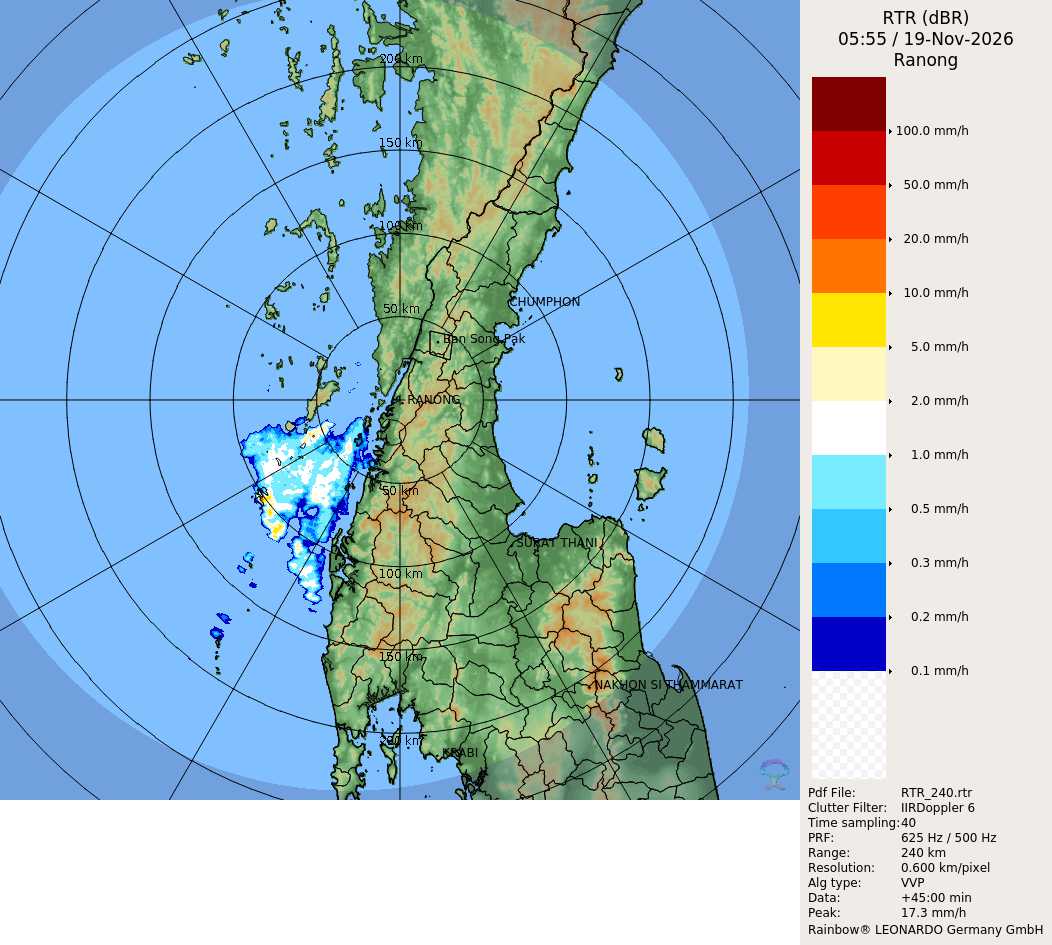 RTR (dBR)
05:55 / 19-Nov-2026
Ranong
200 km
150 km
100 km
50 km
CHUMPHON
Ban Song Pak
RANONG
50 km
SURAT THANI
100 km
150 km
NAKHON SI THAMMARAT
200 km
KRABI
100.0 mm/h
50.0 mm/h
20.0 mm/h
10.0 mm/h
5.0 mm/h
2.0 mm/h
1.0 mm/h
0.5 mm/h
0.3 mm/h
0.2 mm/h
0.1 mm/h
Pdf File: RTR_240.rtr
Clutter Filter: IIRDoppler 6
Time sampling: 40
PRF: 625 Hz / 500 Hz
Range: 240 km
Resolution: 0.600 km/pixel
Alg type: VVP
Data: +45:00 min
Peak: 17.3 mm/h
Rainbow® LEONARDO Germany GmbH